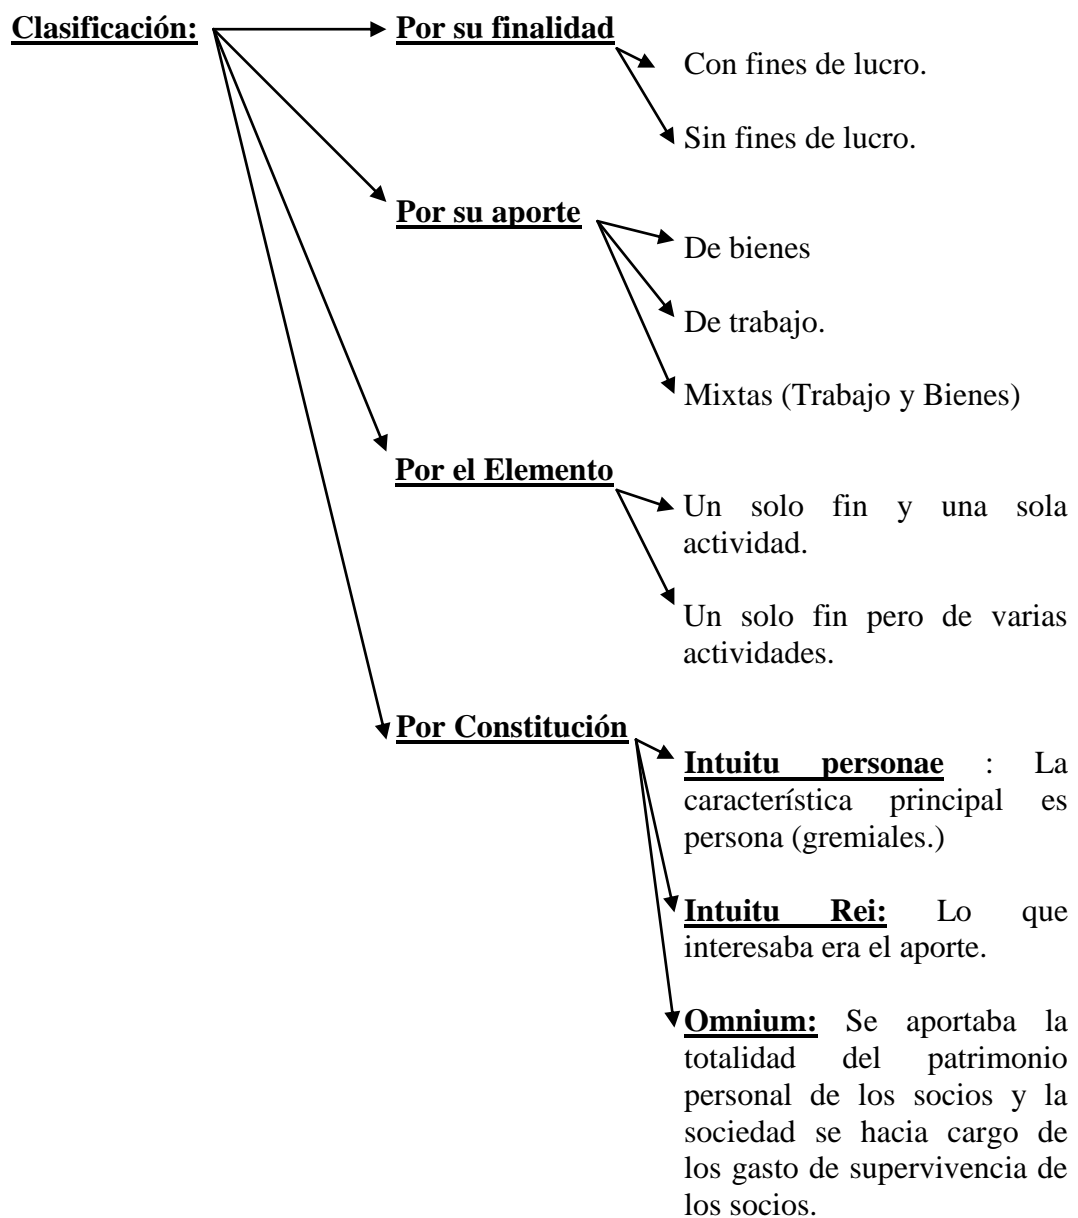 Clasificación:
Por su finalidad
Con fines de lucro.
Sin fines de lucro.
Por su aporte
De bienes
De trabajo.
Mixtas (Trabajo y Bienes)
Por el Elemento
Un solo fin y una sola
actividad.
Un solo fin pero de varias
actividades.
Por Constitución
Intuitu personae : La
característica principal es
persona (gremiales.)
Intuitu Rei: Lo que
interesaba era el aporte.
Omnium: Se aportaba la
totalidad del patrimonio
personal de los socios y la
sociedad se hacia cargo de
los gasto de supervivencia de
los socios.